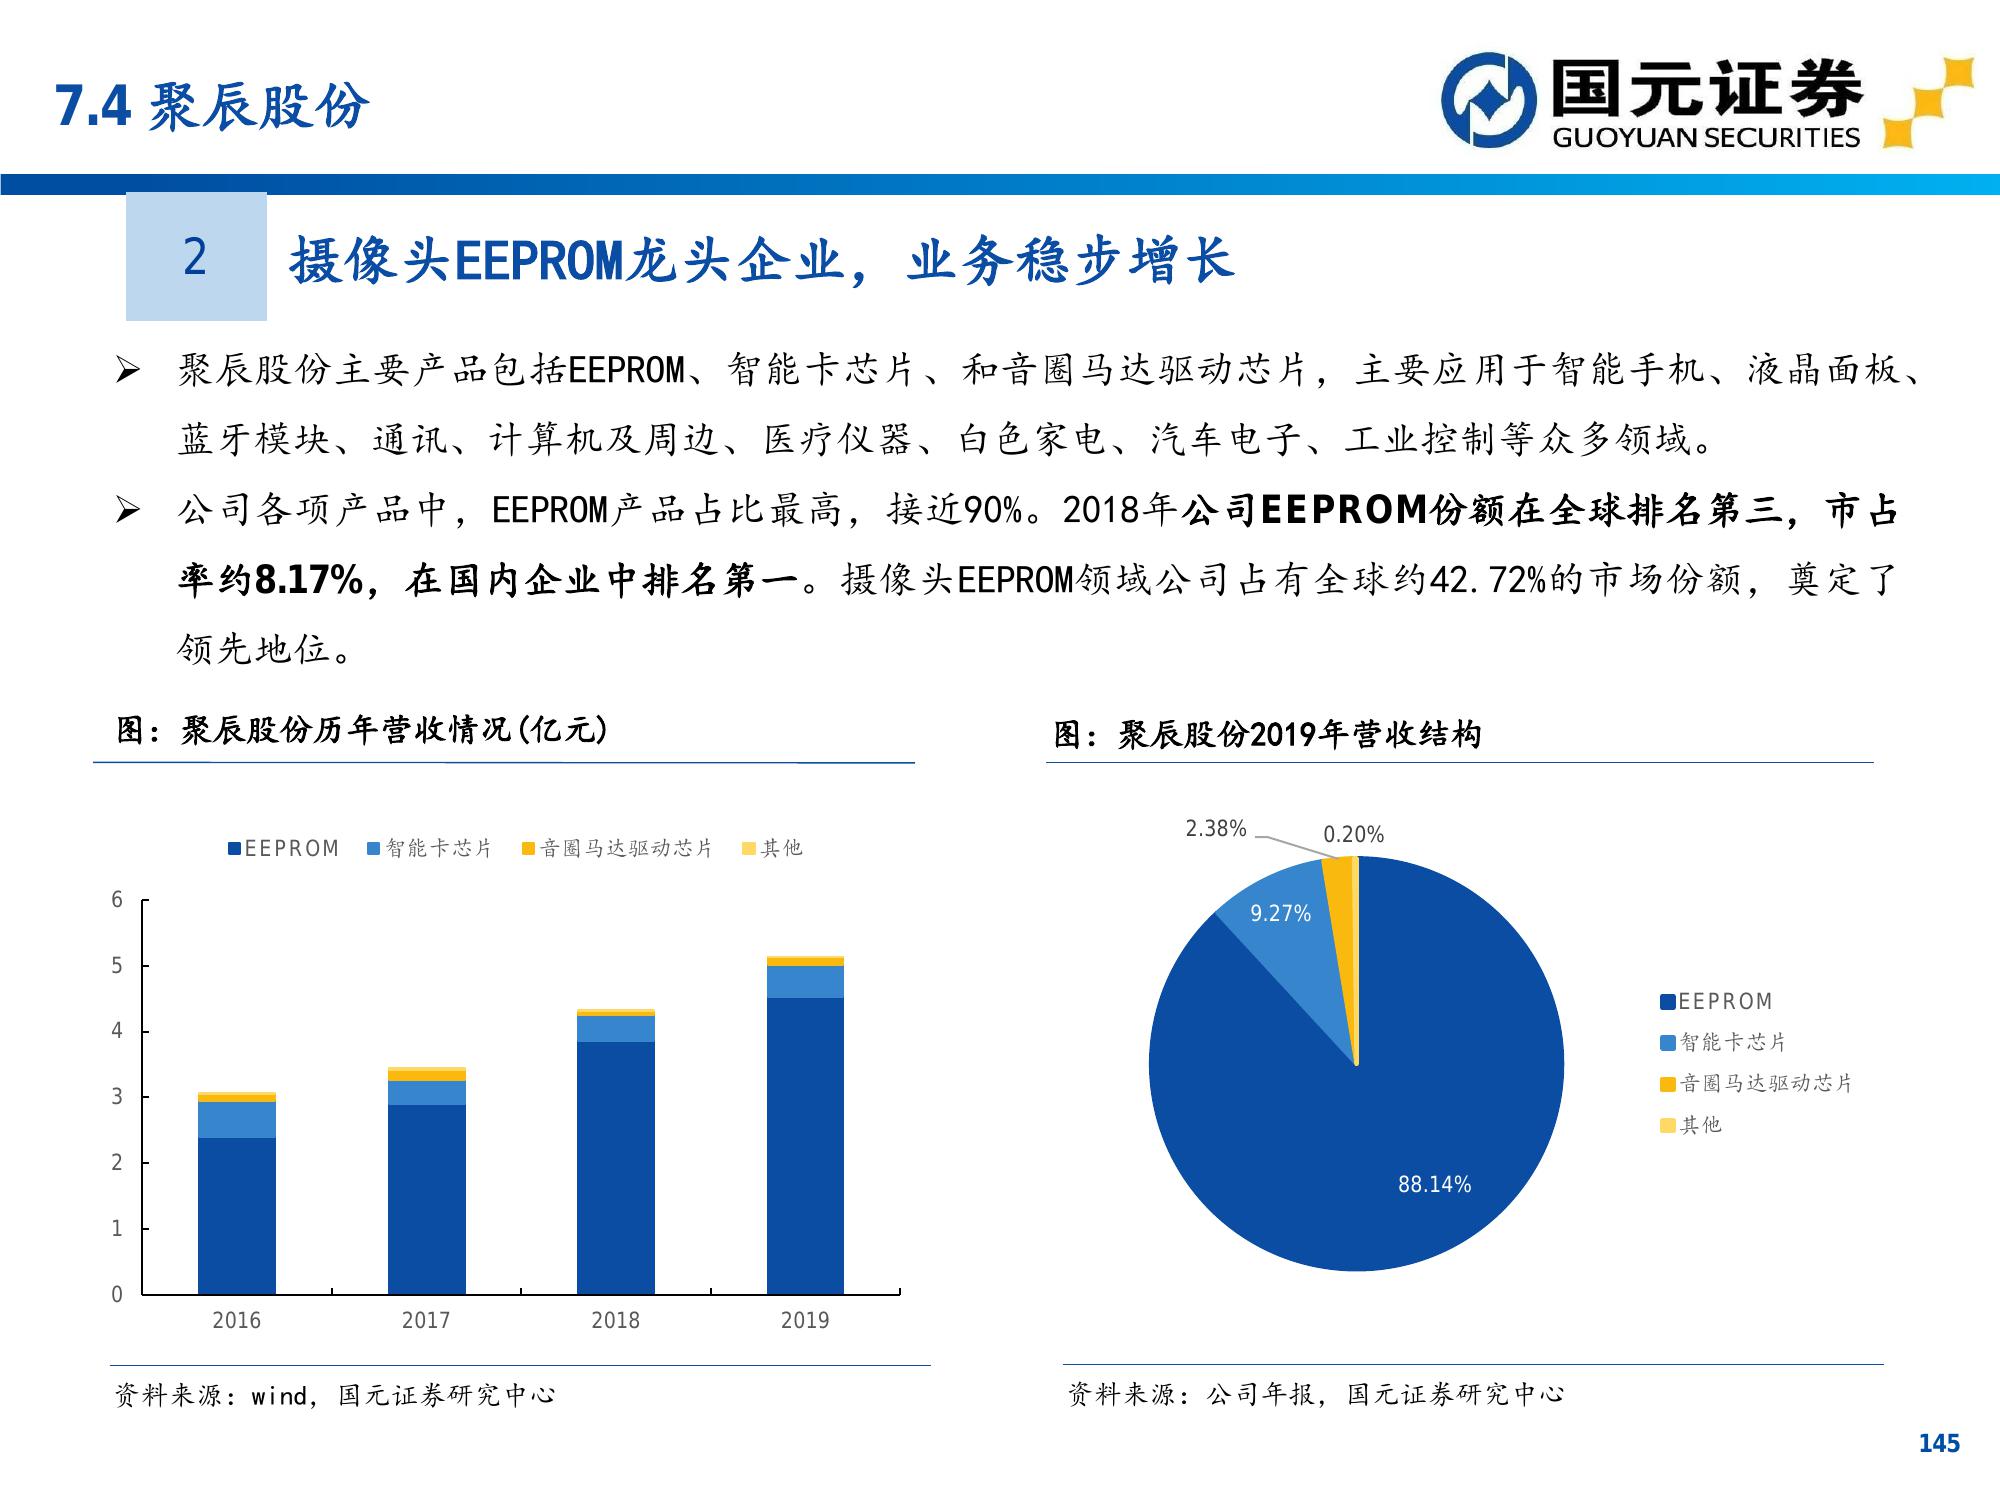 7.4 聚辰股份
国元证券
GUOYUAN SECURITIES
2
摄像头EEPROM龙头企业，业务稳步增长
➢ 聚辰股份主要产品包括EEPROM、智能卡芯片、和音圈马达驱动芯片，主要应用于智能手机、液晶面板、
蓝牙模块、通讯、计算机及周边、医疗仪器、白色家电、汽车电子、工业控制等众多领域。
➢ 公司各项产品中，EEPROM产品占比最高，接近90%。2018年公司EEPROM份额在全球排名第三，市占
率约8.17%，在国内企业中排名第一。摄像头EEPROM领域公司占有全球约42.72%的市场份额，奠定了
领先地位。
图：聚辰股份历年营收情况(亿元)
EEPROM 智能卡芯片 音圈马达驱动芯片 其他
6
5
4
3
2
1
0
2016 2017 2018 2019
资料来源：wind，国元证券研究中心
图：聚辰股份2019年营收结构
2.38% 0.20%
9.27%
88.14%
EEPROM
智能卡芯片
音圈马达驱动芯片
其他
资料来源：公司年报，国元证券研究中心
145